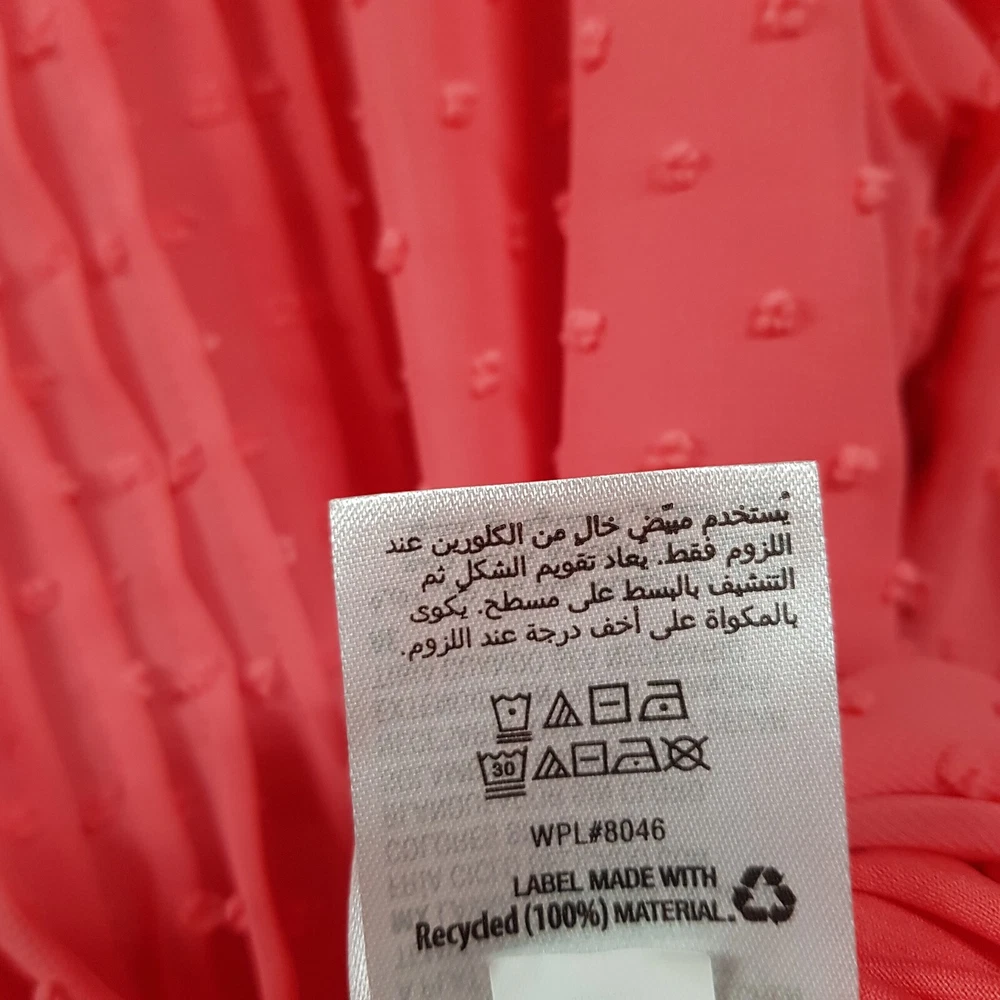 يُستخدم مبيّض خالٍ من الكلورين عند
اللزوم فقط. يعاد تقويم الشكل ثم
التنشيف بالبسط على مسطح. يكوى
بالمكواة على أخف درجة عند اللزوم.
30
WPL#8046
LABEL MADE WITH
Recycled (100%) MATERIAL.